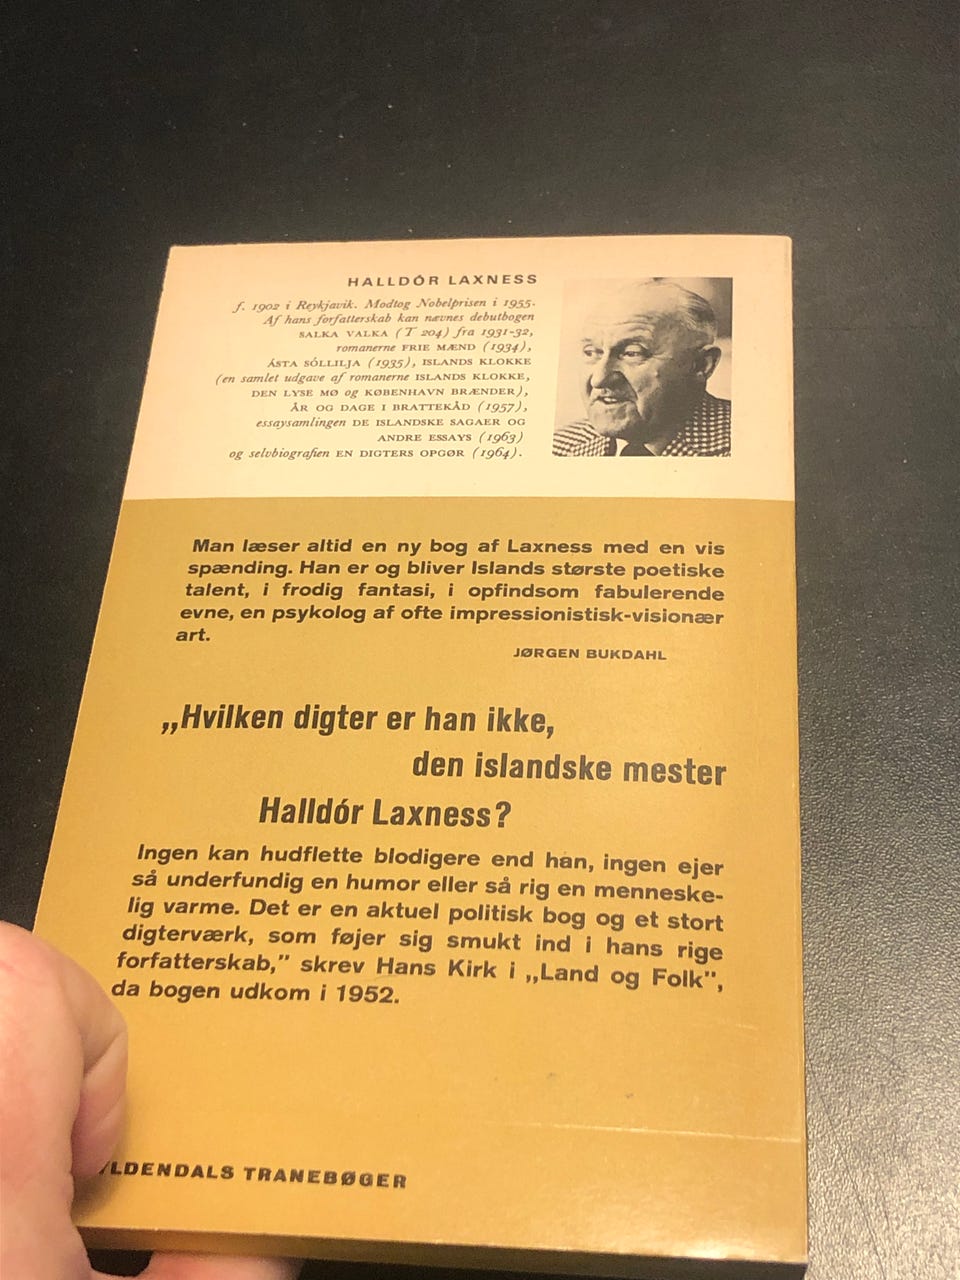 HALLDÓR LAXNESS
f. 1902 i Reykjavik. Modtog Nobelprisen i 1955.
Af hans forfatterskab kan nævnes debutbogen
SALKA VALKA (T 204) fra 1931-32,
romanerne FRIE MÆND (1934),
ÁSTA SÓLLILJA (1935), ISLANDS KLOKKE
(en samlet udgave af romanerne ISLANDS KLOKKE,
DEN LYSE MØ og KØBENHAVN BRÆNDER),
ÅR OG DAGE I BRATTEKÅD (1957),
essaysamlingen DE ISLANDSKE SAGAER OG
ANDRE ESSAYS (1963)
og selvbiografien EN DIGTERS OPGØR (1964).
Man læser altid en ny bog af Laxness med en vis
spænding. Han er og bliver Islands største poetiske
talent, i frodig fantasi, i opfindsom fabulerende
evne, en psykolog af ofte impressionistisk-visionær
art.
JØRGEN BUKDAHL
„Hvilken digter er han ikke,
den islandske mester
Halldór Laxness?
Ingen kan hudflette blodigere end han, ingen ejer
så underfundig en humor eller så rig en menneske-
lig varme. Det er en aktuel politisk bog og et stort
digterværk, som føjer sig smukt ind i hans rige
forfatterskab,” skrev Hans Kirk i „Land og Folk”,
da bogen udkom i 1952.
YLDENDALS TRANEBØGER